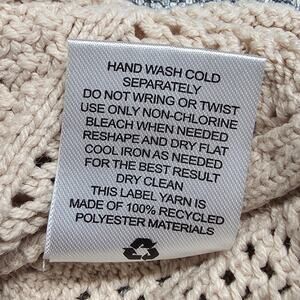 HAND WASH COLD
SEPARATELY
DO NOT WRING OR TWIST
USE ONLY NON-CHLORINE
BLEACH WHEN NEEDED
RESHAPE AND DRY FLAT
COOL IRON AS NEEDED
FOR THE BEST RESULT
DRY CLEAN
THIS LABEL YARN IS
MADE OF 100% RECYCLED
POLYESTER MATERIALS